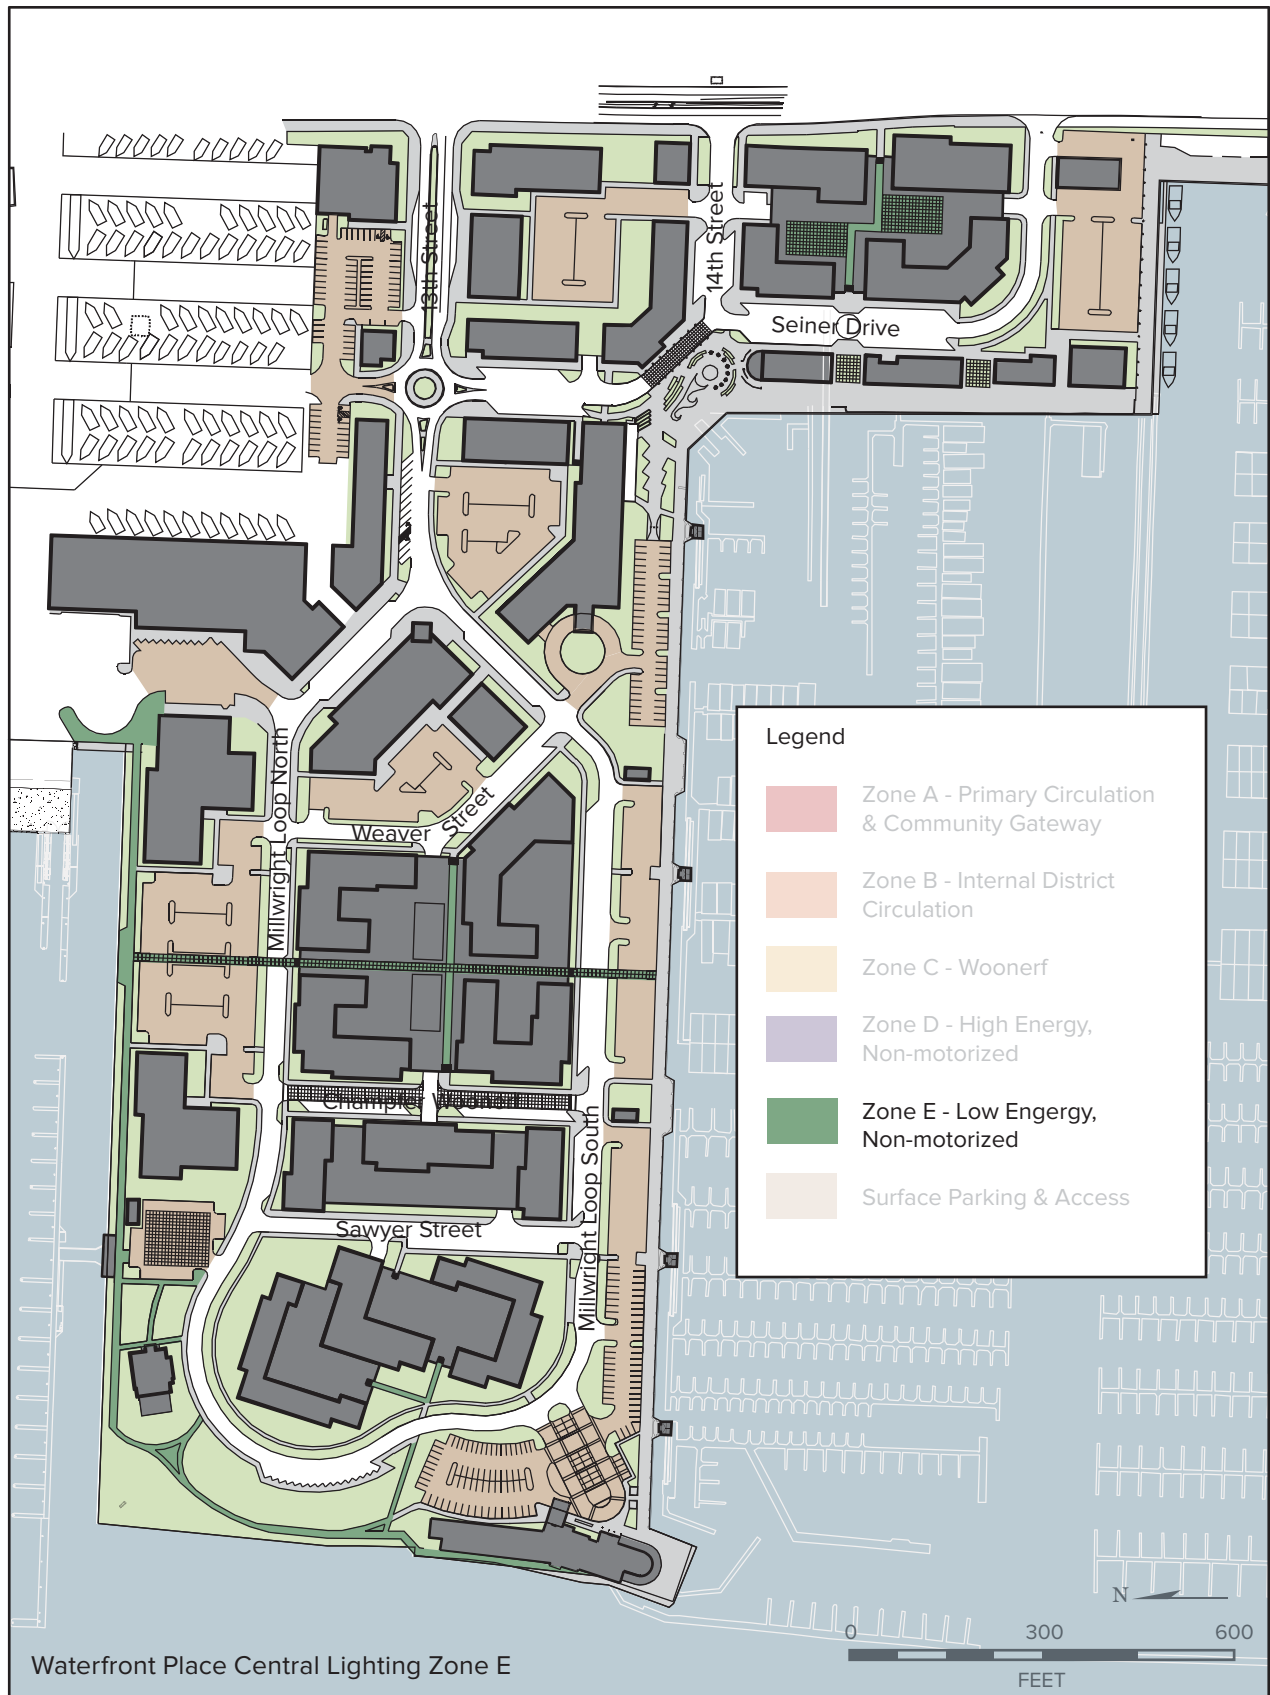 13th Street
14th Street
Seiner Drive
Millwright Loop North
Weaver Street
Champfer Woonerf
Millwright Loop South
Sawyer Street
Legend
Zone A - Primary Circulation
& Community Gateway
Zone B - Internal District
Circulation
Zone C - Woonerf
Zone D - High Energy,
Non-motorized
Zone E - Low Engergy,
Non-motorized
Surface Parking & Access
N
0 300 600
FEET
Waterfront Place Central Lighting Zone E